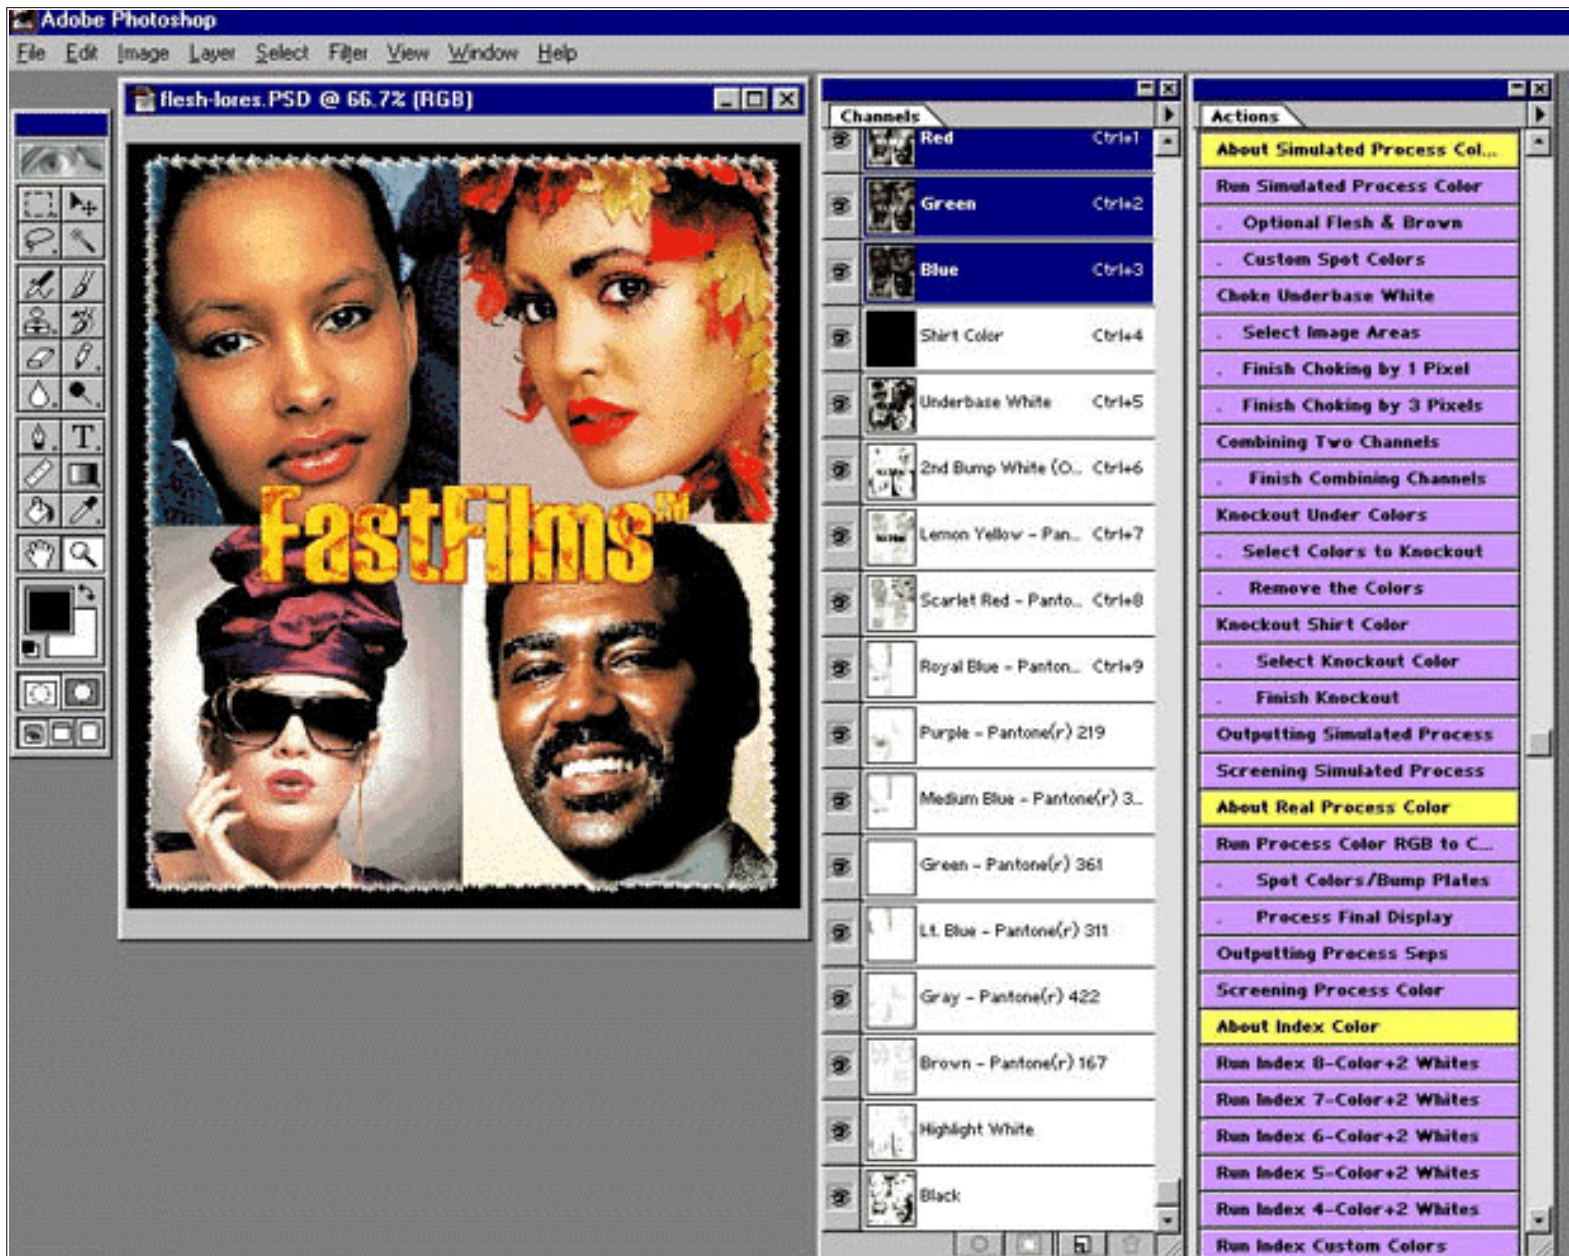 Adobe Photoshop
File Edit Image Layer Select Filter View Window Help
flesh-lores.PSD @ 66.7% (RGB)
FastFilms™
T
Channels
Red Ctrl+1
Green Ctrl+2
Blue Ctrl+3
Shirt Color Ctrl+4
Underbase White Ctrl+5
2nd Bump White (O... Ctrl+6
Lemon Yellow - Pan... Ctrl+7
Scarlet Red - Panto... Ctrl+8
Royal Blue - Panton... Ctrl+9
Purple - Pantone(r) 219
Medium Blue - Pantone(r) 3...
Green - Pantone(r) 361
Lt. Blue - Pantone(r) 311
Gray - Pantone(r) 422
Brown - Pantone(r) 167
Highlight White
Black
Actions
About Simulated Process Col...
Run Simulated Process Color
. Optional Flesh & Brown
. Custom Spot Colors
Choke Underbase White
. Select Image Areas
. Finish Choking by 1 Pixel
. Finish Choking by 3 Pixels
Combining Two Channels
. Finish Combining Channels
Knockout Under Colors
. Select Colors to Knockout
. Remove the Colors
Knockout Shirt Color
. Select Knockout Color
. Finish Knockout
Outputting Simulated Process
Screening Simulated Process
About Real Process Color
Run Process Color RGB to C...
. Spot Colors/Bump Plates
. Process Final Display
Outputting Process Seps
Screening Process Color
About Index Color
Run Index 8-Color+2 Whites
Run Index 7-Color+2 Whites
Run Index 6-Color+2 Whites
Run Index 5-Color+2 Whites
Run Index 4-Color+2 Whites
Run Index Custom Colors